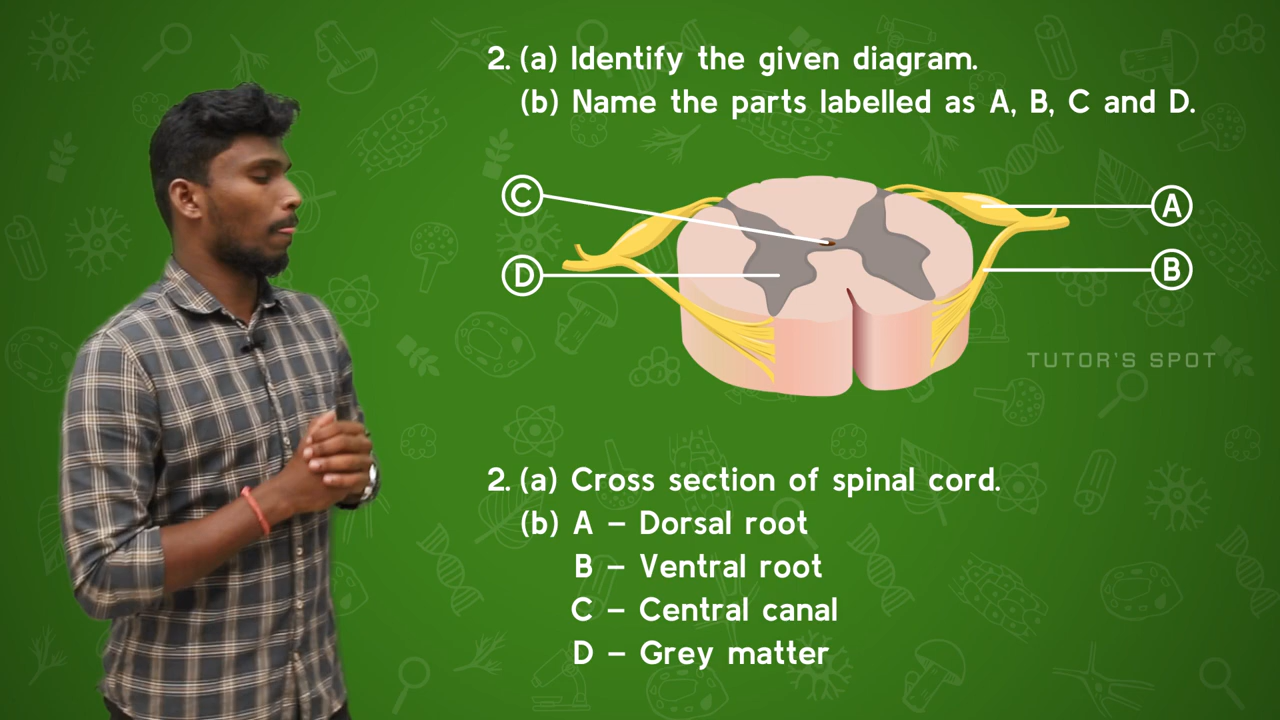 2. (a) Identify the given diagram.
(b) Name the parts labelled as A, B, C and D.
C
A
D
B
TUTOR'S SPOT
2. (a) Cross section of spinal cord.
(b) A – Dorsal root
B – Ventral root
C – Central canal
D – Grey matter